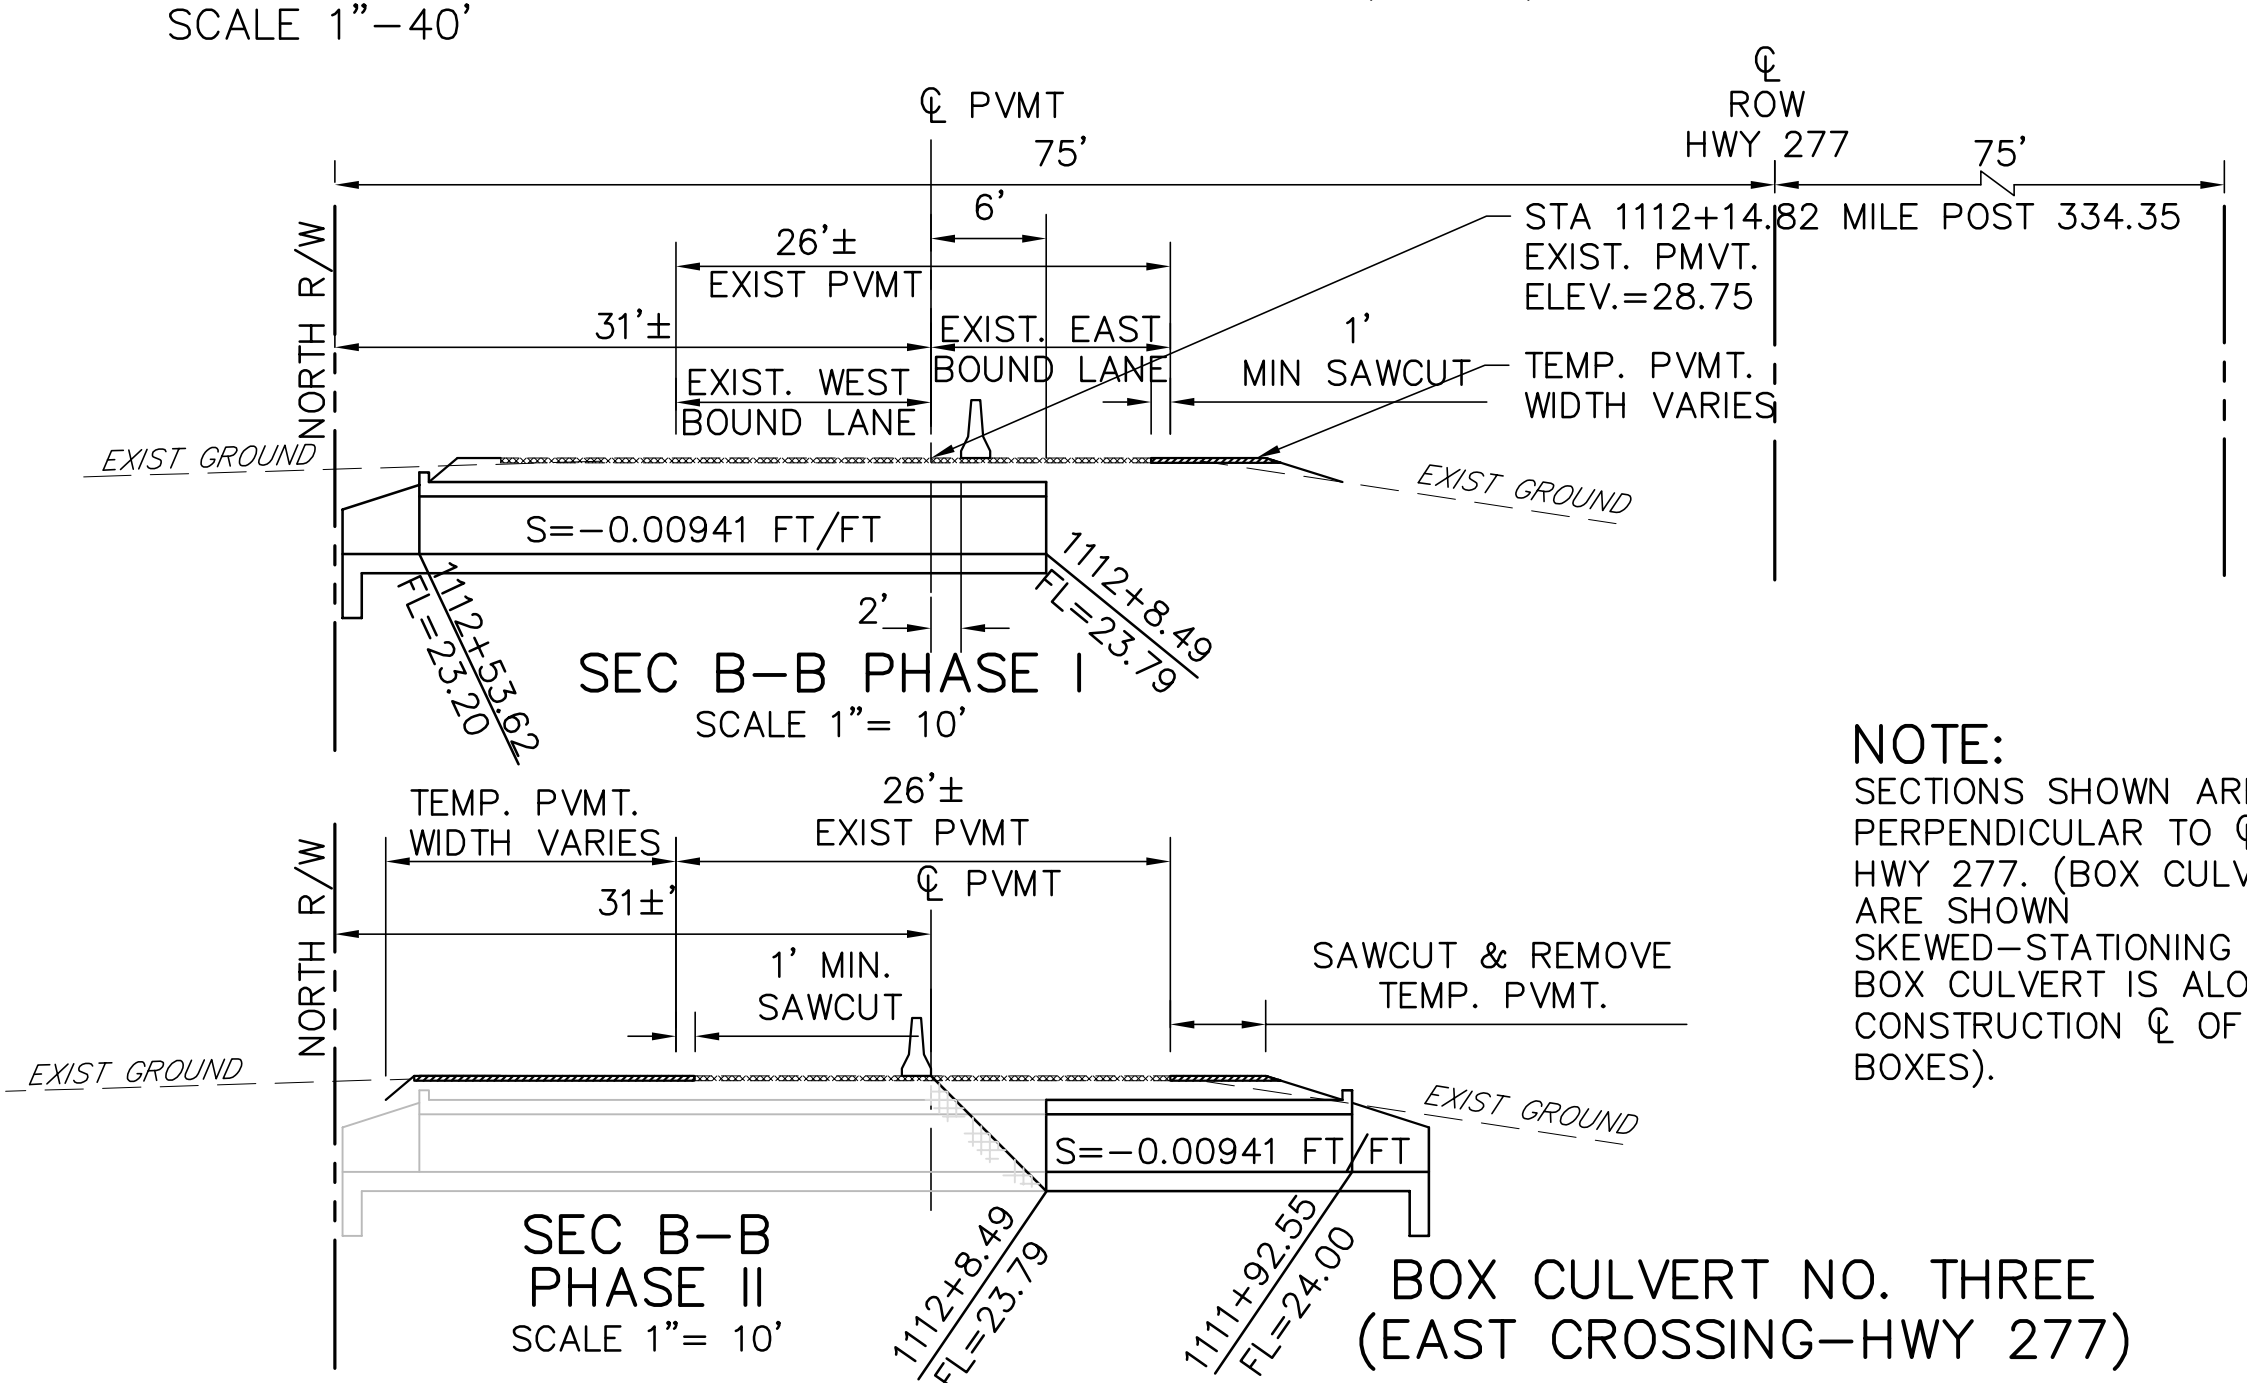 SCALE 1”-40’
℄
ROW
HWY 277
℄ PVMT
75’
75’
6’
STA 1112+14.82 MILE POST 334.35
EXIST. PMVT.
ELEV.=28.75
26’±
EXIST PVMT
31’±
EXIST. EAST
BOUND LANE
1’
MIN SAWCUT
TEMP. PVMT.
WIDTH VARIES
EXIST. WEST
BOUND LANE
NORTH R/W
EXIST GROUND
EXIST GROUND
S=-0.00941 FT/FT
1112+53.62
FL=23.20
2’
1112+8.49
FL=23.79
SEC B-B PHASE I
SCALE 1”= 10’
NOTE:
SECTIONS SHOWN ARE
PERPENDICULAR TO ℄
HWY 277. (BOX CULV
ARE SHOWN
SKEWED-STATIONING
BOX CULVERT IS ALO
CONSTRUCTION ℄ OF
BOXES).
TEMP. PVMT.
WIDTH VARIES
26’±
EXIST PVMT
℄ PVMT
31±’
NORTH R/W
1’ MIN.
SAWCUT
SAWCUT & REMOVE
TEMP. PVMT.
EXIST GROUND
EXIST GROUND
S=-0.00941 FT/FT
1112+8.49
FL=23.79
1111+92.55
FL=24.00
SEC B-B
PHASE II
SCALE 1”= 10’
BOX CULVERT NO. THREE
(EAST CROSSING-HWY 277)